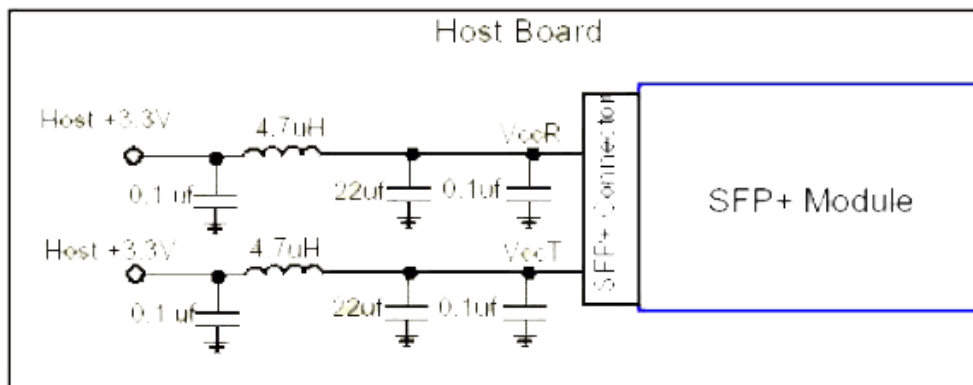 Host Board
Host +3.3V
4.7uH
VccR
0.1 uf
22uf
0.1uf
SFP+ Connector
SFP+ Module
Host +3.3V
4.7uH
VccT
0.1 uf
22uf
0.1uf